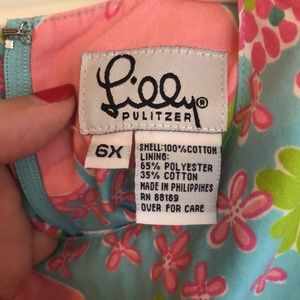 Lilly®
PULITZER
6X
SHELL:100%COTTON
LINING:
65% POLYESTER
35% COTTON
MADE IN PHILIPPINES
RN 88189
OVER FOR CARE